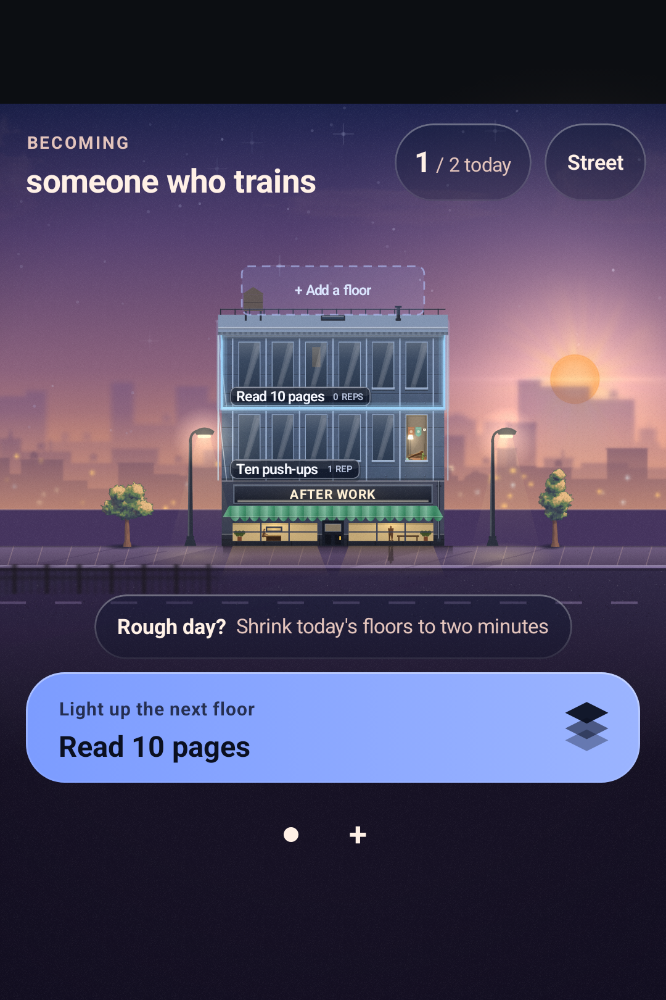 BECOMING
someone who trains
1 / 2 today
Street
+ Add a floor
Read 10 pages 0 REPS
Ten push-ups 1 REP
AFTER WORK
Rough day? Shrink today's floors to two minutes
Light up the next floor
Read 10 pages
+